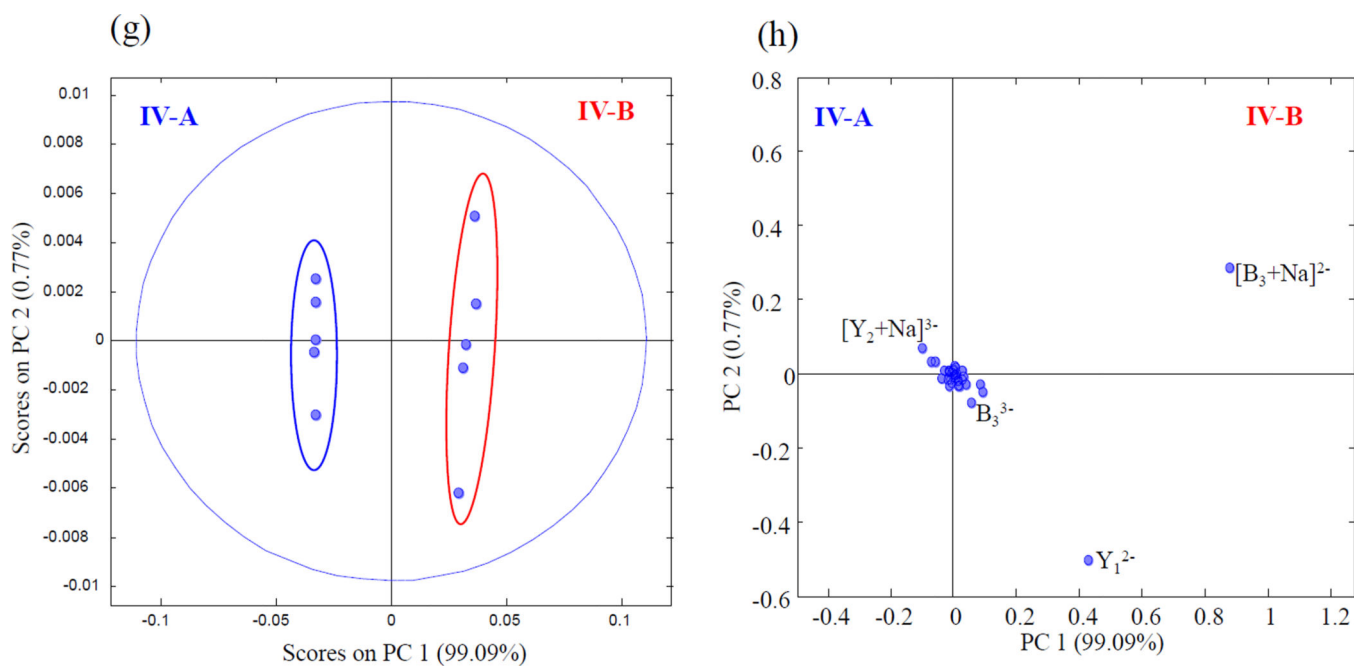 (g)
IV-A
IV-B
0.01
0.008
0.006
0.004
0.002
0
-0.002
-0.004
-0.006
-0.008
-0.01
Scores on PC 2 (0.77%)
-0.1
-0.05
0
0.05
0.1
Scores on PC 1 (99.09%)
(h)
IV-A
IV-B
0.8
0.6
0.4
0.2
0
-0.2
-0.4
-0.6
PC 2 (0.77%)
[B₃+Na]²⁻
[Y₂+Na]³⁻
B₃³⁻
Y₁²⁻
-0.4
-0.2
0
0.2
0.4
0.6
0.8
1
1.2
PC 1 (99.09%)